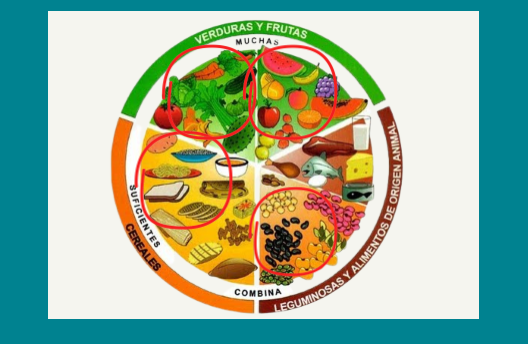 VERDURAS Y FRUTAS
MUCHAS
SUFICIENTES
CEREALES
COMBINA
LEGUMINOSAS Y ALIMENTOS DE ORIGEN ANIMAL